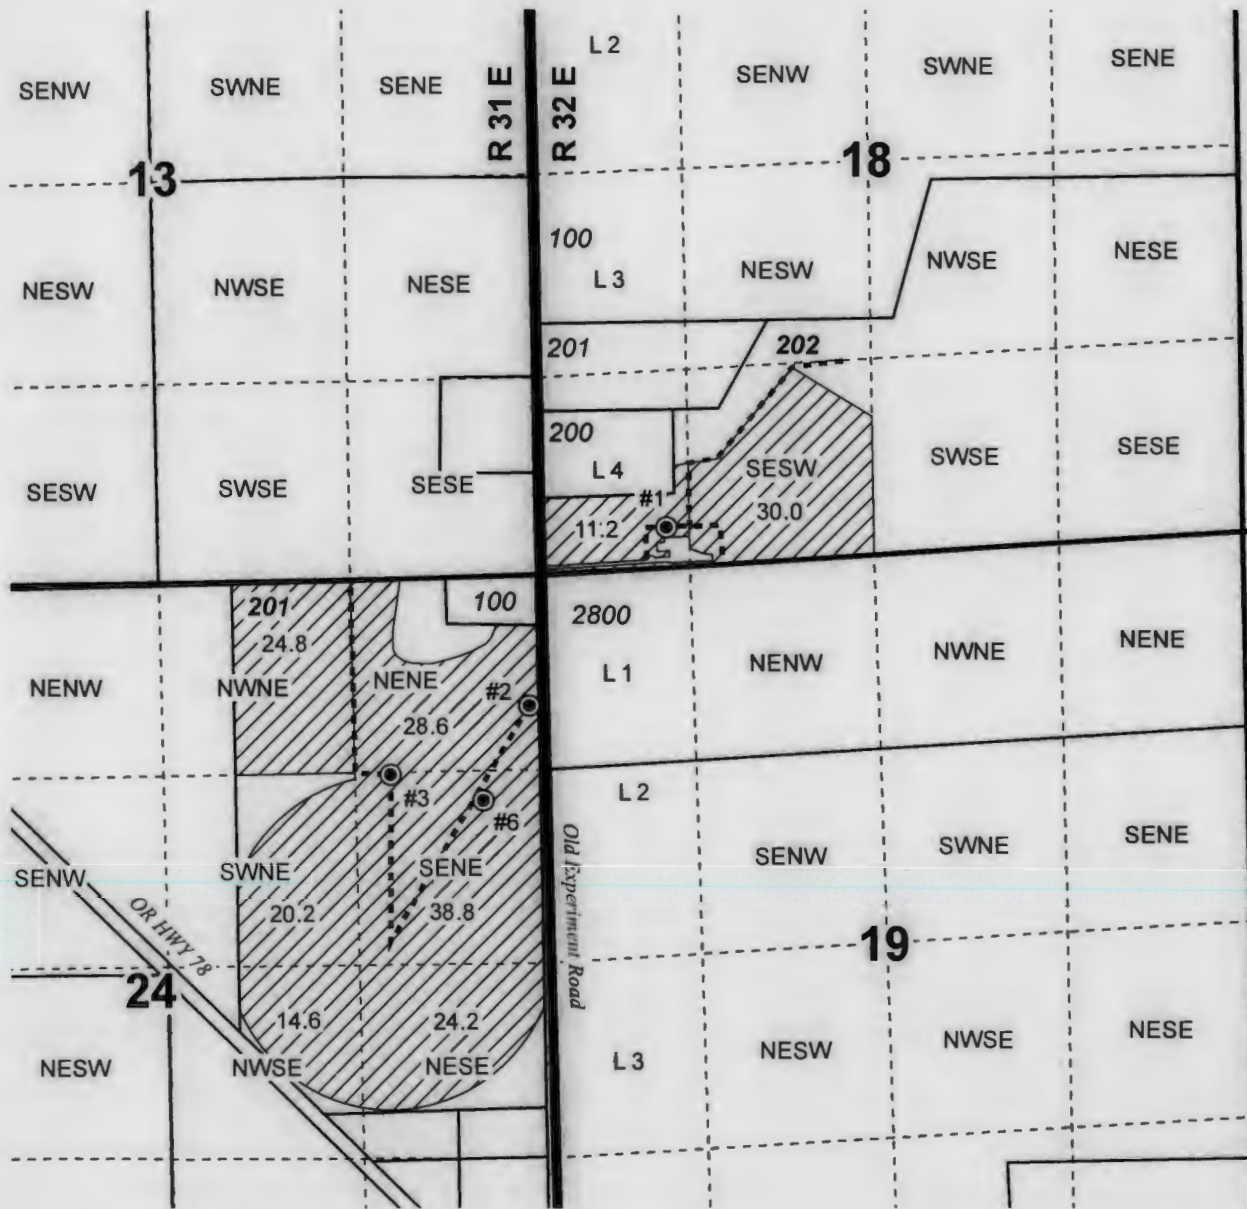 L 2
SENW
SWNE
SENE
R 31 E
R 32 E
SENW
SWNE
SENE
13
18
100
NESW
NWSE
NESE
L 3
NESW
NWSE
NESE
201
202
200
L 4
SESW
SWSE
SESE
SESW
SWSE
SESE
#1
11.2
30.0
201
24.8
100
2800
NENW
NWNE
NENE
L 1
NENW
NWNE
NENE
#2
28.6
#3
#6
L 2
SENW
SWNE
SENE
SENW
SWNE
SENE
20.2
38.8
OR HWY 78
Old Experiment Road
24
19
14.6
24.2
NESW
NWSE
NESE
L 3
NESW
NWSE
NESE